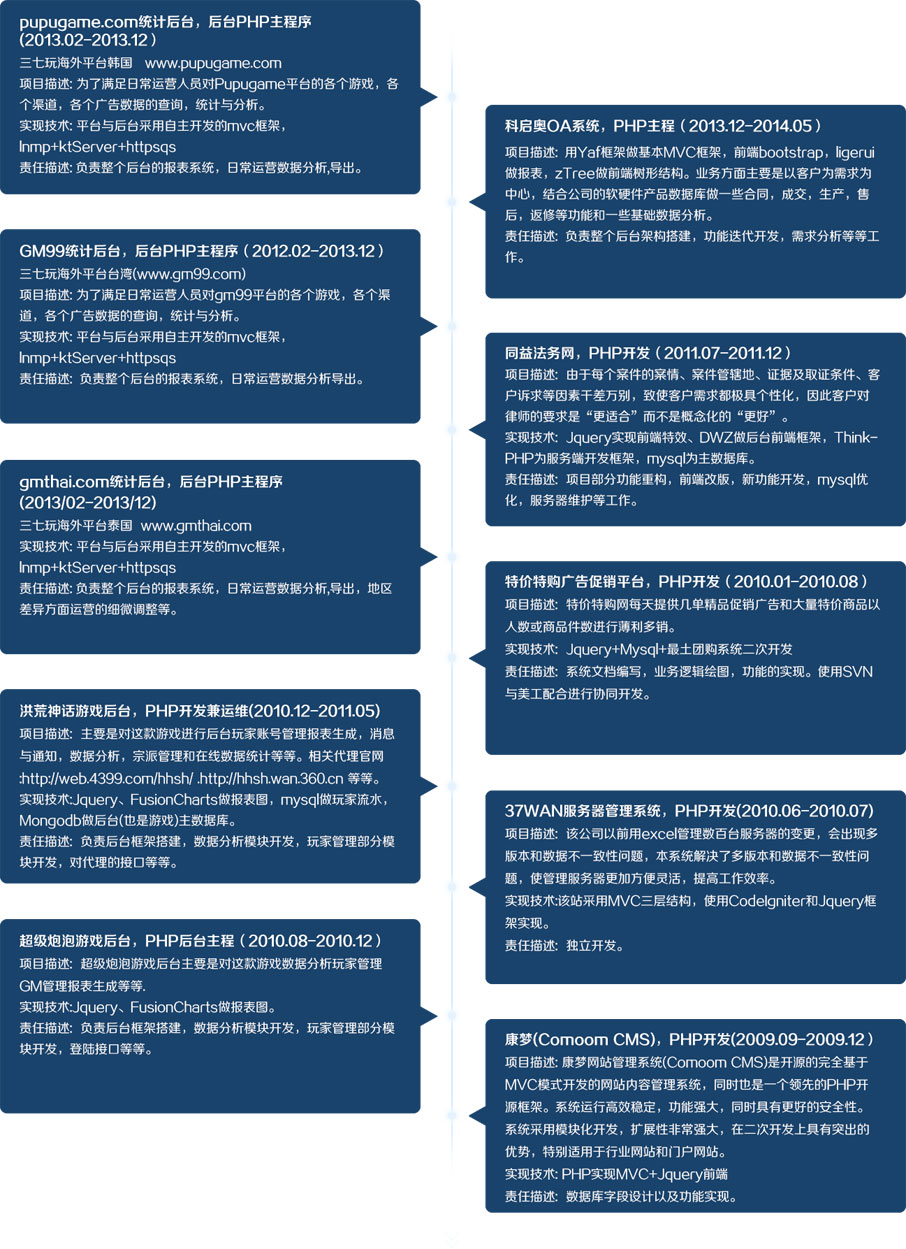 pupugame.com统计后台，后台PHP主程序
(2013.02-2013.12 )
三七玩海外平台韩国 www.pupugame.com
项目描述: 为了满足日常运营人员对Pupugame平台的各个游戏，各
个渠道，各个广告数据的查询，统计与分析。
实现技术: 平台与后台采用自主开发的mvc框架，
lnmp+ktServer+httpsqs
责任描述: 负责整个后台的报表系统，日常运营数据分析,导出。
科启奥OA系统，PHP主程（2013.12-2014.05）
项目描述: 用Yaf框架做基本MVC框架，前端bootstrap，ligerui
做报表，zTree做前端树形结构。业务方面主要是以客户为需求为
中心，结合公司的软硬件产品数据库做一些合同，成交，生产，售
后，返修等功能和一些基础数据分析。
责任描述: 负责整个后台架构搭建，功能迭代开发，需求分析等等工
作。
GM99统计后台，后台PHP主程序（2012.02-2013.12 ）
三七玩海外平台台湾(www.gm99.com)
项目描述: 为了满足日常运营人员对gm99平台的各个游戏，各个渠
道，各个广告数据的查询，统计与分析。
实现技术: 平台与后台采用自主开发的mvc框架，
lnmp+ktServer+httpsqs
责任描述: 负责整个后台的报表系统，日常运营数据分析导出。
同益法务网，PHP开发（2011.07-2011.12）
项目描述: 由于每个案件的案情、案件管辖地、证据及取证条件、客
户诉求等因素干差万别，致使客户需求都极具个性化，因此客户对
律师的要求是“更适合”而不是概念化的“更好”。
实现技术: Jquery实现前端特效、DWZ做后台前端框架，Think-
PHP为服务端开发框架，mysql为主数据库。
责任描述: 项目部分功能重构，前端改版，新功能开发，mysql优
化，服务器维护等工作。
gmthai.com统计后台，后台PHP主程序
(2013/02-2013/12)
三七玩海外平台泰国 www.gmthai.com
实现技术: 平台与后台采用自主开发的mvc框架，
lnmp+ktServer+httpsqs
责任描述: 负责整个后台的报表系统，日常运营数据分析,导出，地区
差异方面运营的细微调整等。
特价特购广告促销平台，PHP开发（2010.01-2010.08）
项目描述: 特价特购网每天提供几单精品促销广告和大量特价商品以
人数或商品件数进行薄利多销。
实现技术: Jquery+Mysql+最土团购系统二次开发
责任描述: 系统文档编写，业务逻辑绘图，功能的实现。使用SVN
与美工配合进行协同开发。
洪荒神话游戏后台，PHP开发兼运维(2010.12-2011.05)
项目描述: 主要是对这款游戏进行后台玩家账号管理报表生成，消息
与通知，数据分析，宗派管理和在线数据统计等等。相关代理官网
:http://web.4399.com/hhsh/ .http://hhsh.wan.360.cn 等等。
实现技术:Jquery、FusionCharts做报表图，mysql做玩家流水，
Mongodb做后台(也是游戏)主数据库。
责任描述: 负责后台框架搭建，数据分析模块开发，玩家管理部分模
块开发，对代理的接口等等。
37WAN服务器管理系统，PHP开发(2010.06-2010.07)
项目描述: 该公司以前用excel管理数百台服务器的变更，会出现多
版本和数据不一致性问题，本系统解决了多版本和数据不一致性问
题，使管理服务器更加方便灵活，提高工作效率。
实现技术:该站采用MVC三层结构，使用CodeIgniter和Jquery框
架实现。
责任描述: 独立开发。
超级炮泡游戏后台，PHP后台主程（2010.08-2010.12）
项目描述: 超级炮泡游戏后台主要是对这款游戏数据分析玩家管理
GM管理报表生成等等.
实现技术:Jquery、FusionCharts做报表图。
责任描述: 负责后台框架搭建，数据分析模块开发，玩家管理部分模
块开发，登陆接口等等。
康梦(Comoom CMS)，PHP开发(2009.09-2009.12 )
项目描述: 康梦网站管理系统(Comoom CMS)是开源的完全基于
MVC模式开发的网站内容管理系统，同时也是一个领先的PHP开
源框架。系统运行高效稳定，功能强大，同时具有更好的安全性。
系统采用模块化开发，扩展性非常强大，在二次开发上具有突出的
优势，特别适用于行业网站和门户网站。
实现技术: PHP实现MVC+Jquery前端
责任描述: 数据库字段设计以及功能实现。